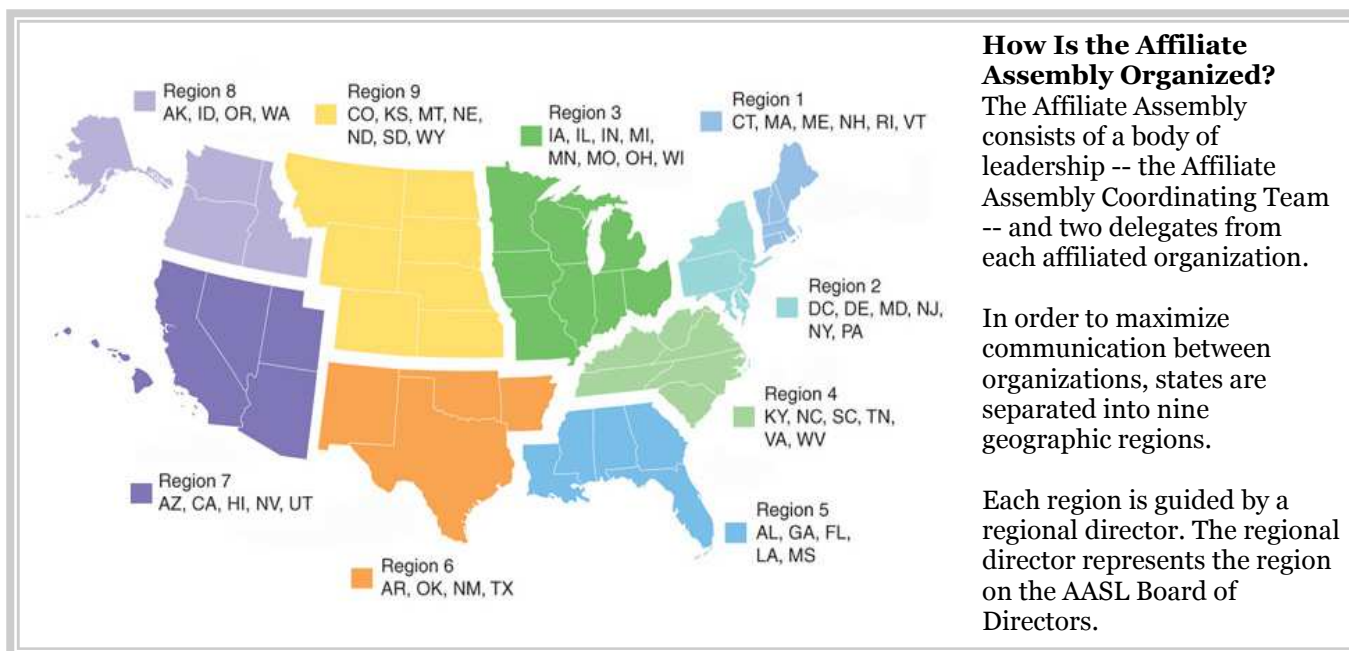 Region 8
AK, ID, OR, WA
Region 9
CO, KS, MT, NE,
ND, SD, WY
Region 3
IA, IL, IN, MI,
MN, MO, OH, WI
Region 1
CT, MA, ME, NH, RI, VT
Region 2
DC, DE, MD, NJ,
NY, PA
Region 4
KY, NC, SC, TN,
VA, WV
Region 7
AZ, CA, HI, NV, UT
Region 5
AL, GA, FL,
LA, MS
Region 6
AR, OK, NM, TX
How Is the Affiliate
Assembly Organized?
The Affiliate Assembly
consists of a body of
leadership -- the Affiliate
Assembly Coordinating Team
-- and two delegates from
each affiliated organization.
In order to maximize
communication between
organizations, states are
separated into nine
geographic regions.
Each region is guided by a
regional director. The regional
director represents the region
on the AASL Board of
Directors.